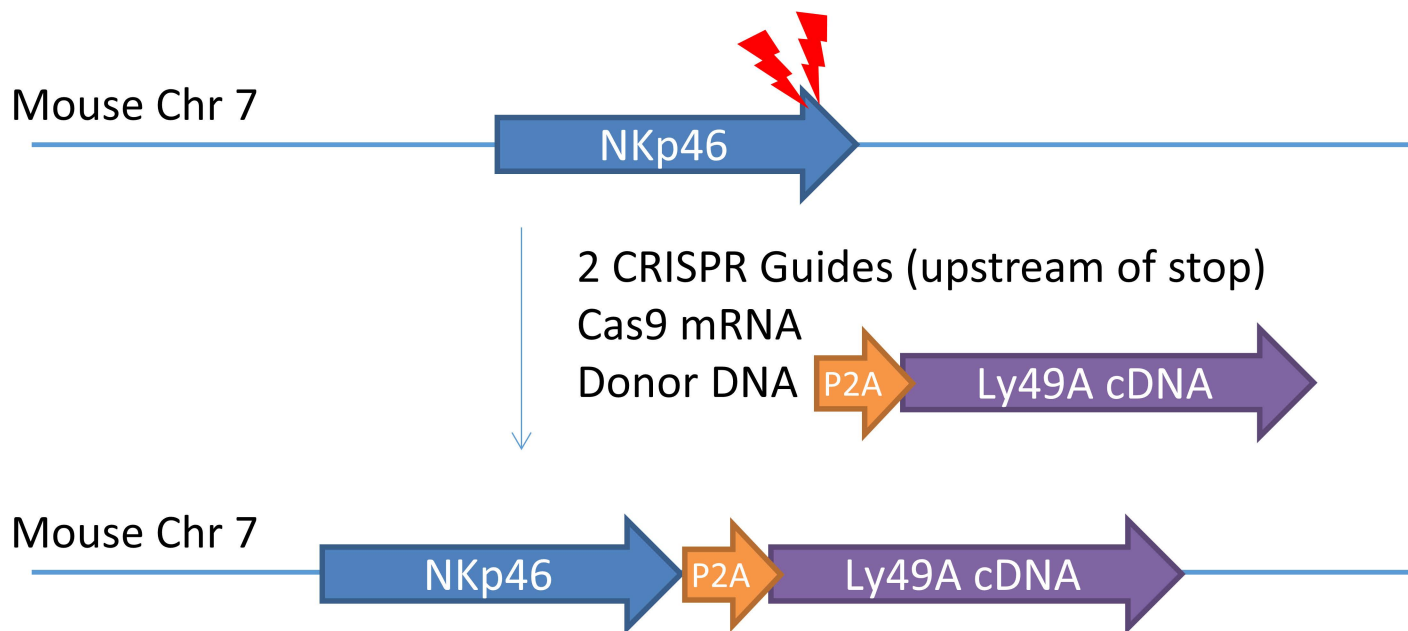 Mouse Chr 7
NKp46
2 CRISPR Guides (upstream of stop)
Cas9 mRNA
Donor DNA
P2A
Ly49A cDNA
Mouse Chr 7
NKp46
P2A
Ly49A cDNA